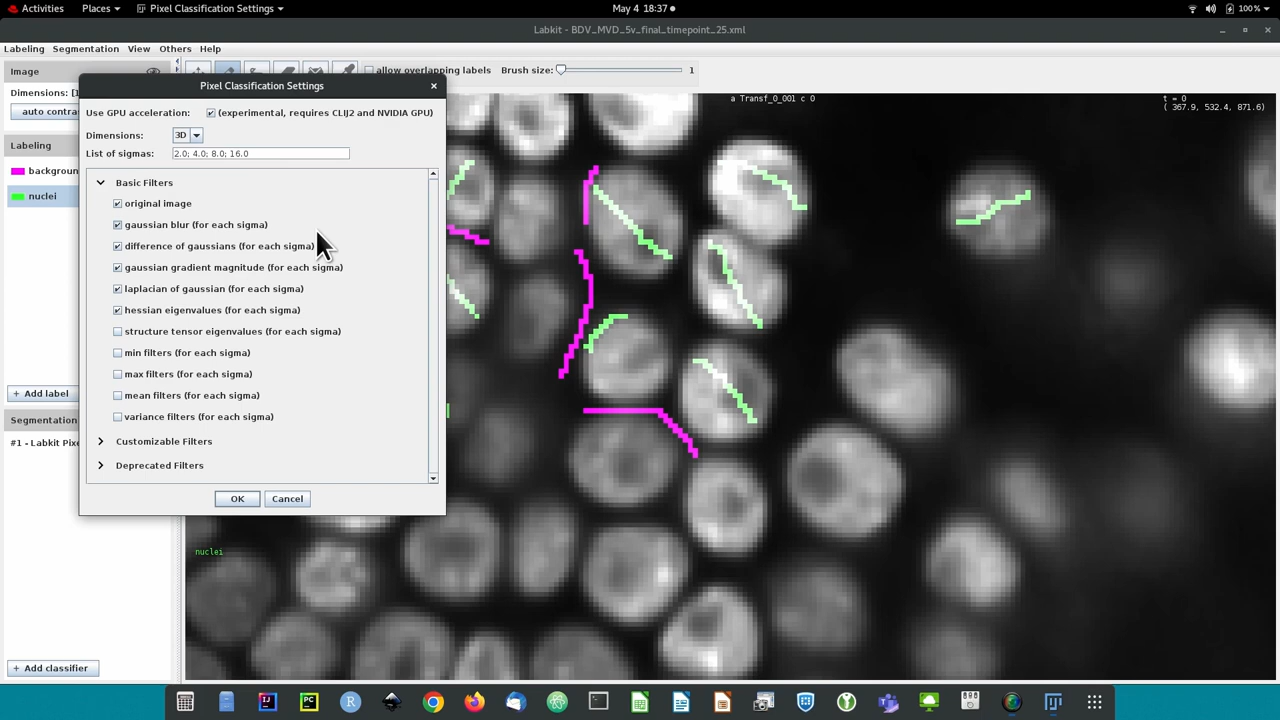 Activities Places Pixel Classification Settings May 4 18:37 100%
Labkit - BDV_MVD_5v_final_timepoint_25.xml
Labeling Segmentation View Others Help
Image
allow overlapping labels Brush size: 1
Pixel Classification Settings
Dimensions: [1
auto contras
Labeling
backgroun
nuclei
+ Add label
Segmentation
#1 - Labkit Pixe
+ Add classifier
Use GPU acceleration: (experimental, requires CLIJ2 and NVIDIA GPU)
Dimensions: 3D
List of sigmas: 2.0; 4.0; 8.0; 16.0
Basic Filters
original image
gaussian blur (for each sigma)
difference of gaussians (for each sigma)
gaussian gradient magnitude (for each sigma)
laplacian of gaussian (for each sigma)
hessian eigenvalues (for each sigma)
structure tensor eigenvalues (for each sigma)
min filters (for each sigma)
max filters (for each sigma)
mean filters (for each sigma)
variance filters (for each sigma)
Customizable Filters
Deprecated Filters
OK Cancel
a Transf_0_001 c 0
t = 0
( 367.9, 532.4, 871.6)
nuclei